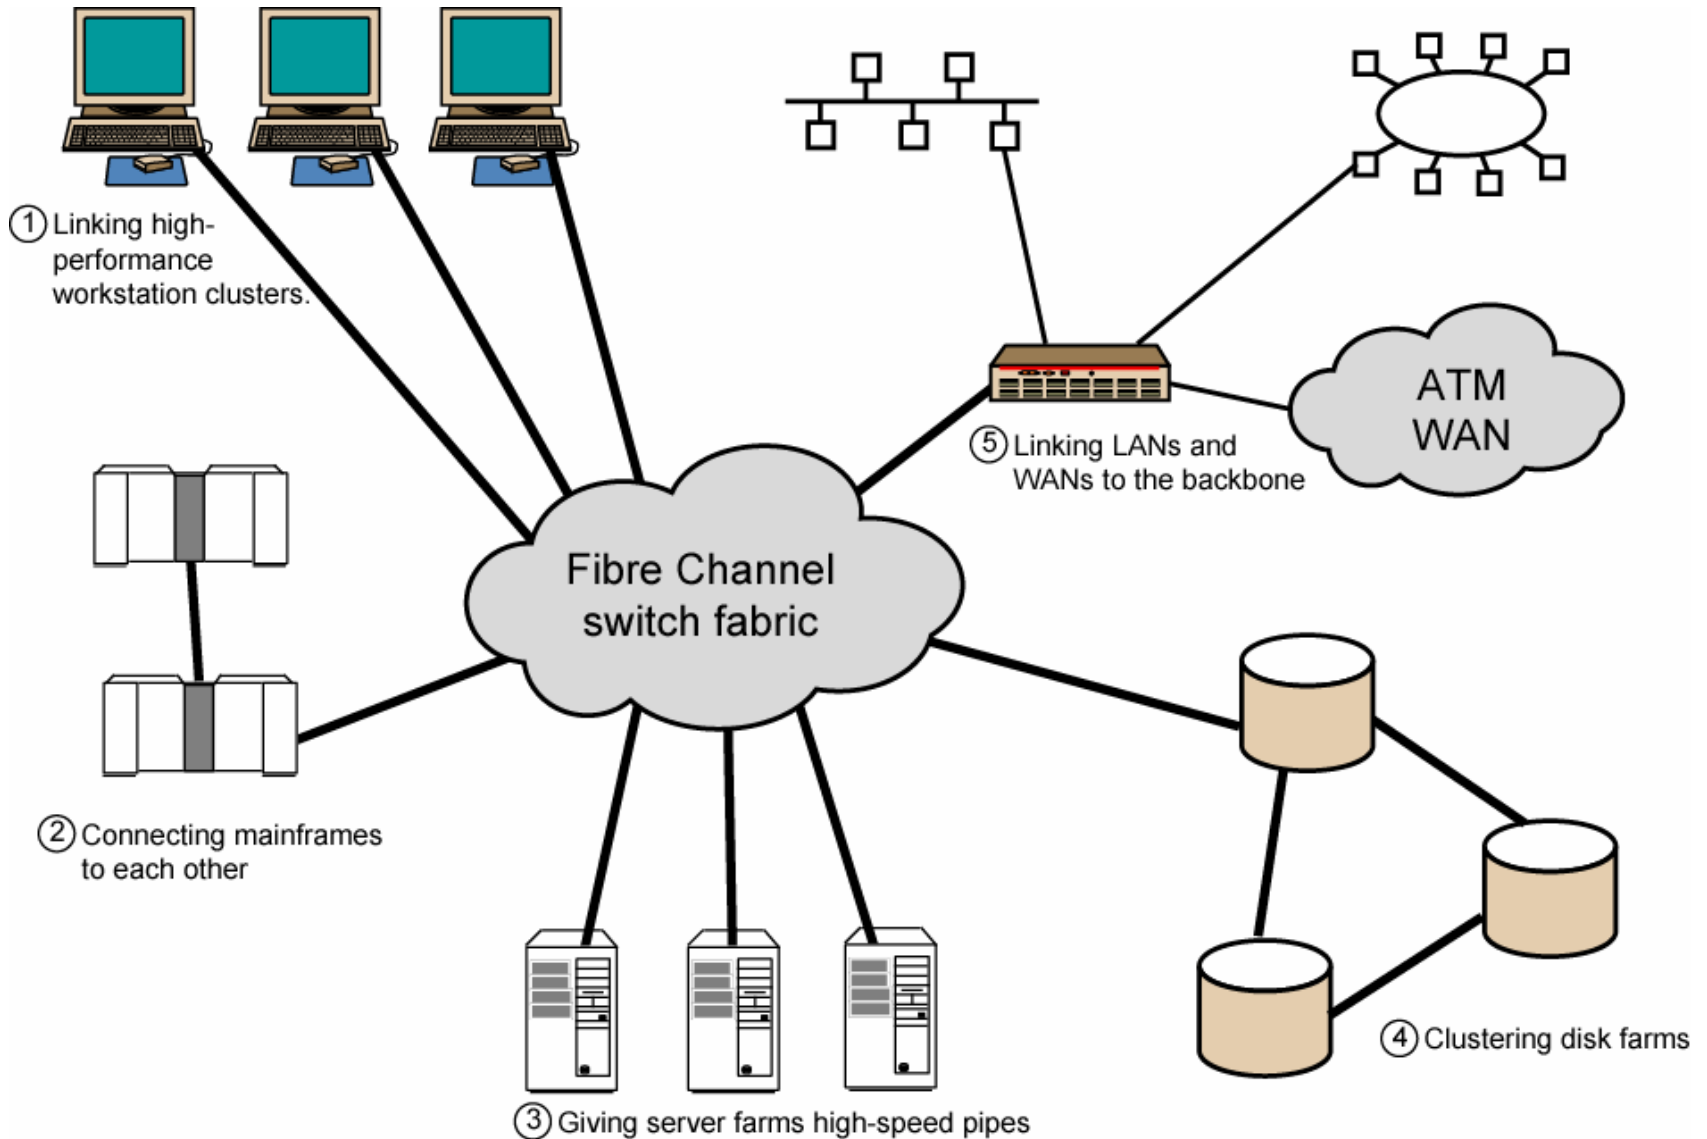 1 Linking high-
performance
workstation clusters.
ATM
WAN
5 Linking LANs and
WANs to the backbone
Fibre Channel
switch fabric
2 Connecting mainframes
to each other
4 Clustering disk farms
3 Giving server farms high-speed pipes